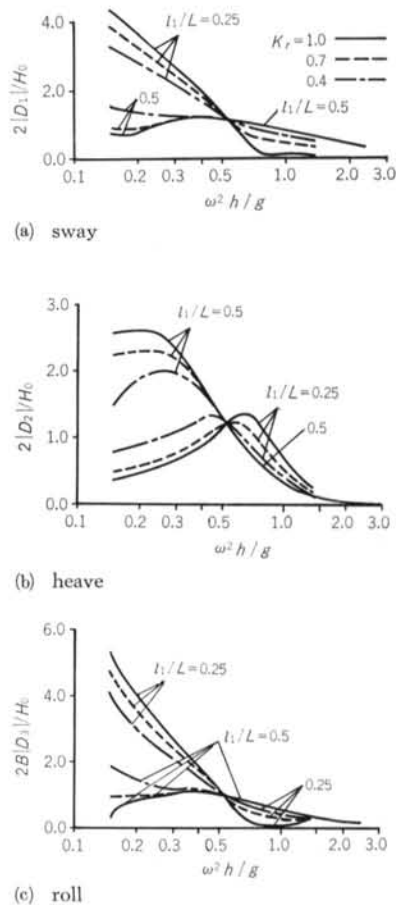 4.0
2.0
0.0
2|D₁|/H₀
l₁/L=0.25
Kᵣ=1.0
0.7
0.4
0.5
l₁/L=0.5
0.1 0.2 0.3 0.5 1.0 2.0 3.0
ω²h/g
(a) sway
3.0
2.0
1.0
0.0
2|D₂|/H₀
l₁/L=0.5
l₁/L=0.25
0.5
0.1 0.2 0.3 0.5 1.0 2.0 3.0
ω²h/g
(b) heave
6.0
4.0
2.0
0
2B|D₃|/H₀
l₁/L=0.25
l₁/L=0.5
0.25
0.1 0.2 0.3 0.5 1.0 2.0 3.0
ω²h/g
(c) roll